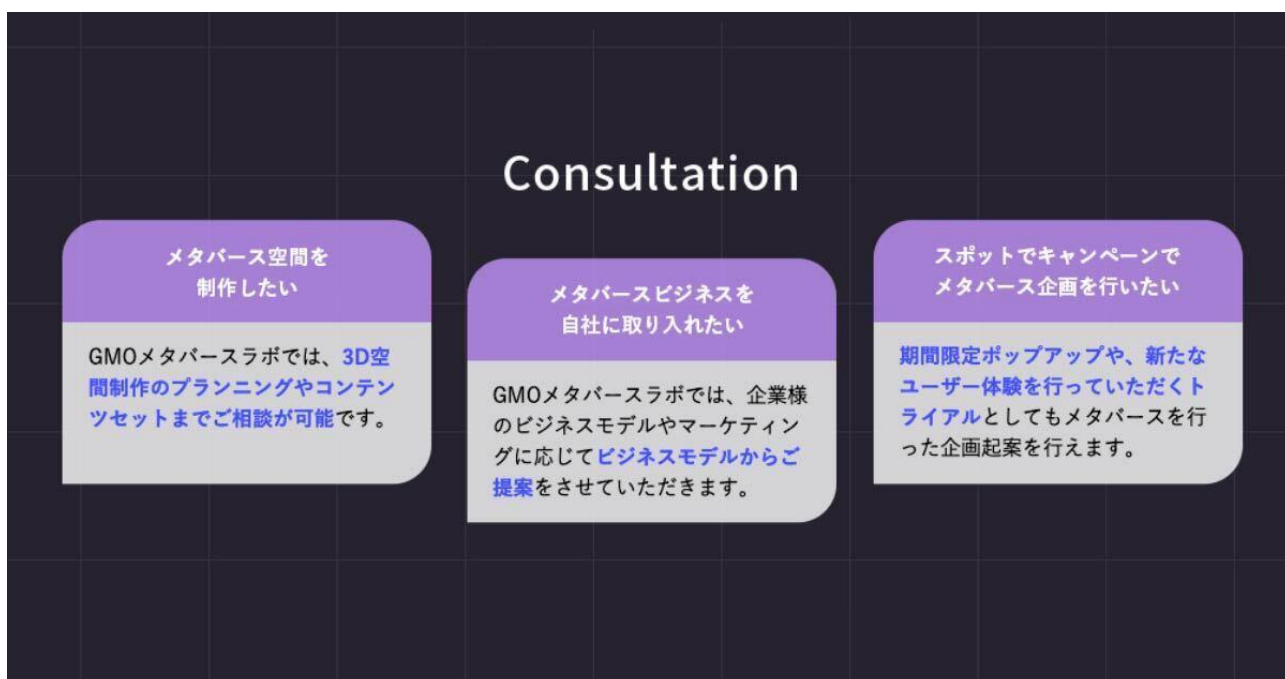 Consultation
メタバース空間を
制作したい
GMOメタバースラボでは、3D空
間制作のプランニングやコンテン
ツセットまでご相談が可能です。
メタバースビジネスを
自社に取り入れたい
GMOメタバースラボでは、企業様
のビジネスモデルやマーケティン
グに応じてビジネスモデルからご
提案をさせていただきます。
スポットでキャンペーンで
メタバース企画を行いたい
期間限定ポップアップや、新たな
ユーザー体験を行っていただくト
ライアルとしてもメタバースを行
った企画起案を行えます。